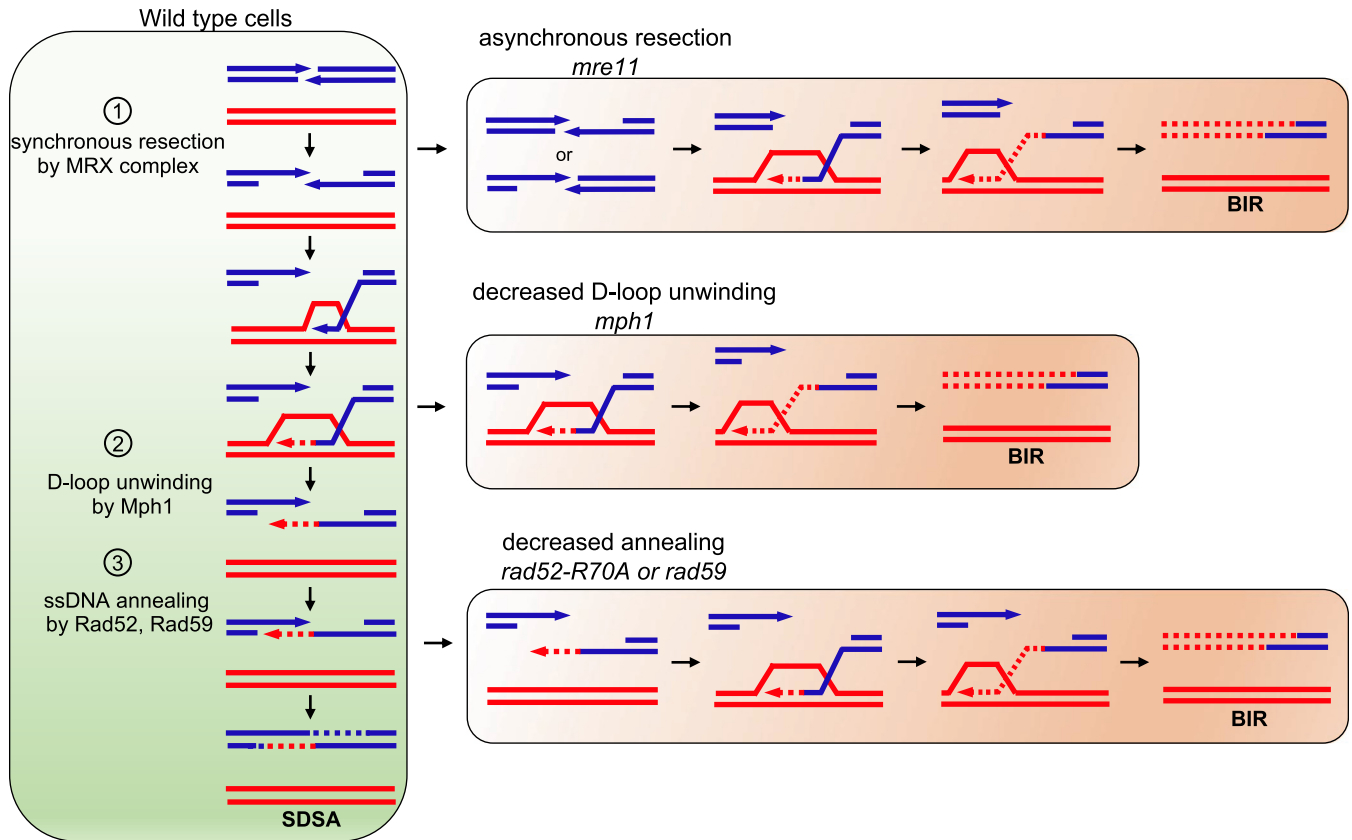 Wild type cells
1
synchronous resection
by MRX complex
2
D-loop unwinding
by Mph1
3
ssDNA annealing
by Rad52, Rad59
SDSA
asynchronous resection
mre11
or
BIR
decreased D-loop unwinding
mph1
BIR
decreased annealing
rad52-R70A or rad59
BIR